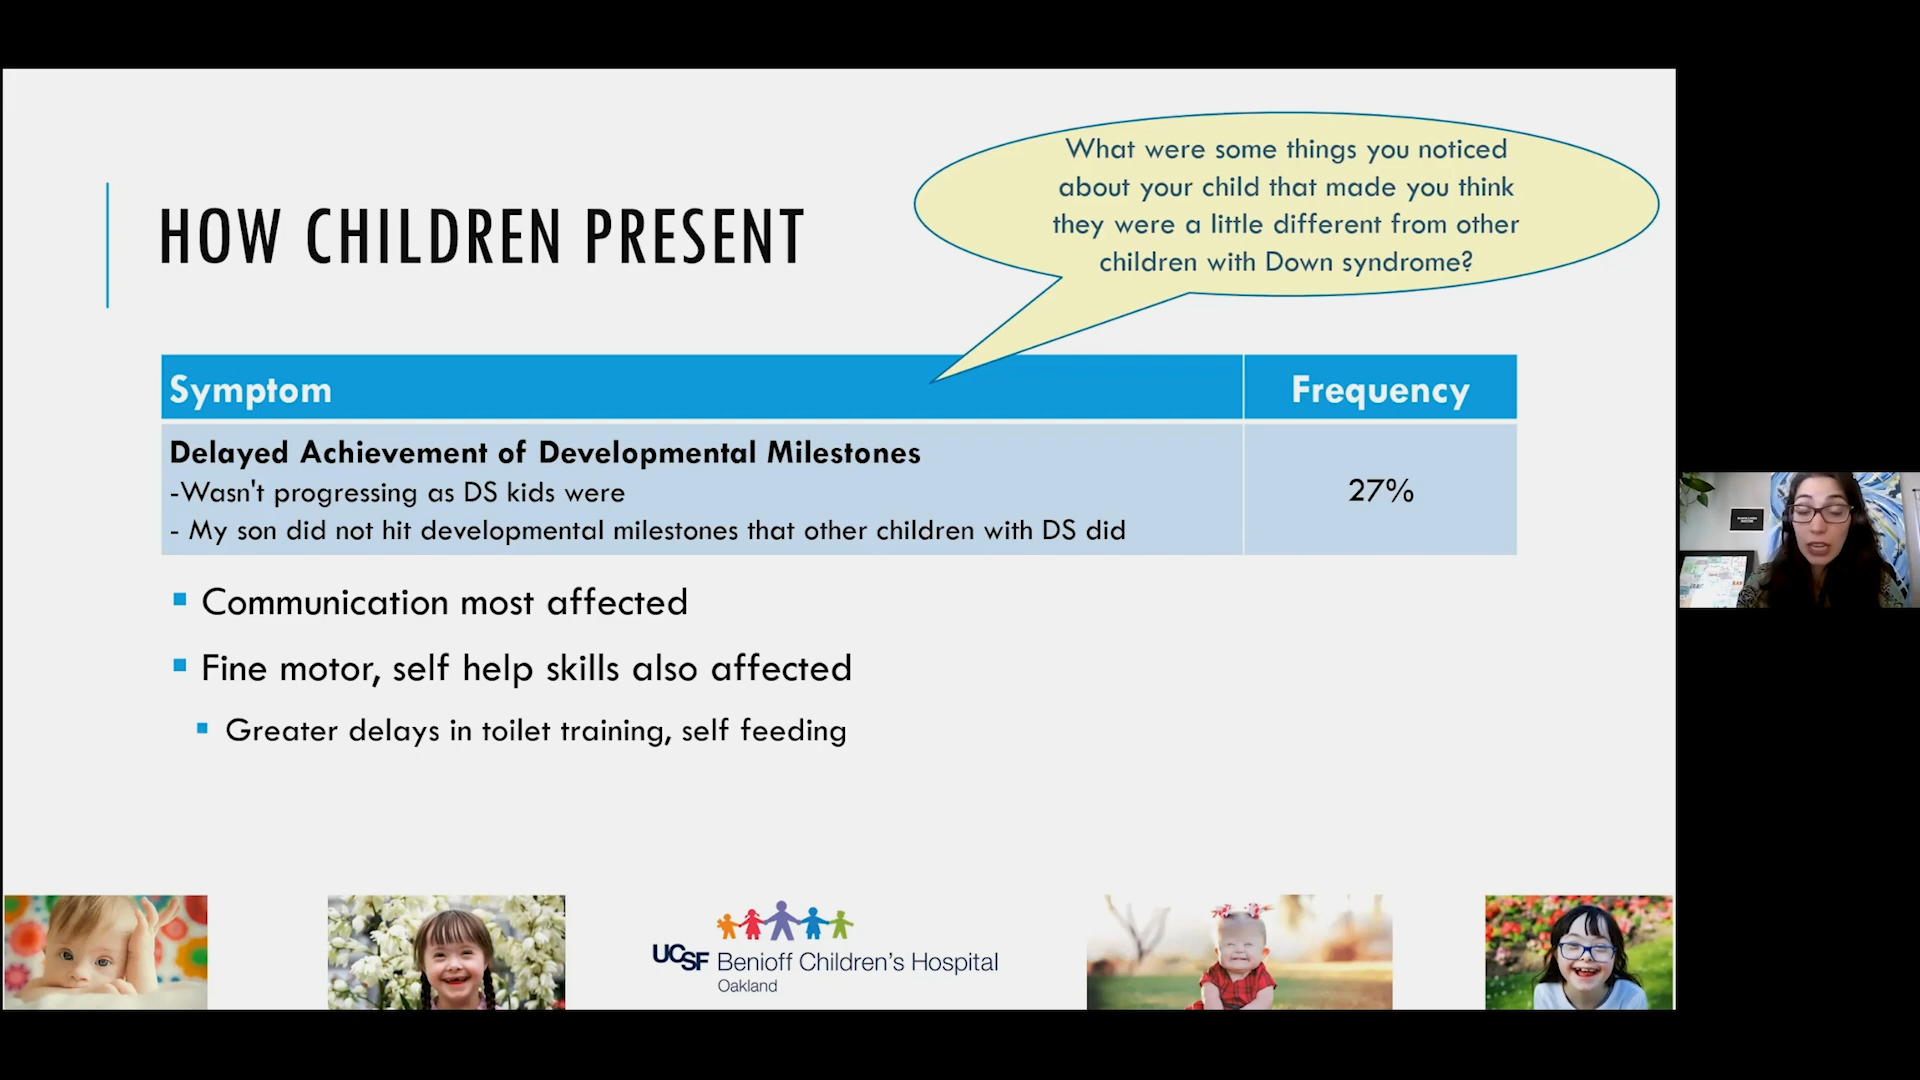 What were some things you noticed
about your child that made you think
they were a little different from other
children with Down syndrome?
HOW CHILDREN PRESENT
Symptom
Frequency
Delayed Achievement of Developmental Milestones
-Wasn't progressing as DS kids were
- My son did not hit developmental milestones that other children with DS did
27%
Communication most affected
Fine motor, self help skills also affected
Greater delays in toilet training, self feeding
UCSF Benioff Children's Hospital
Oakland